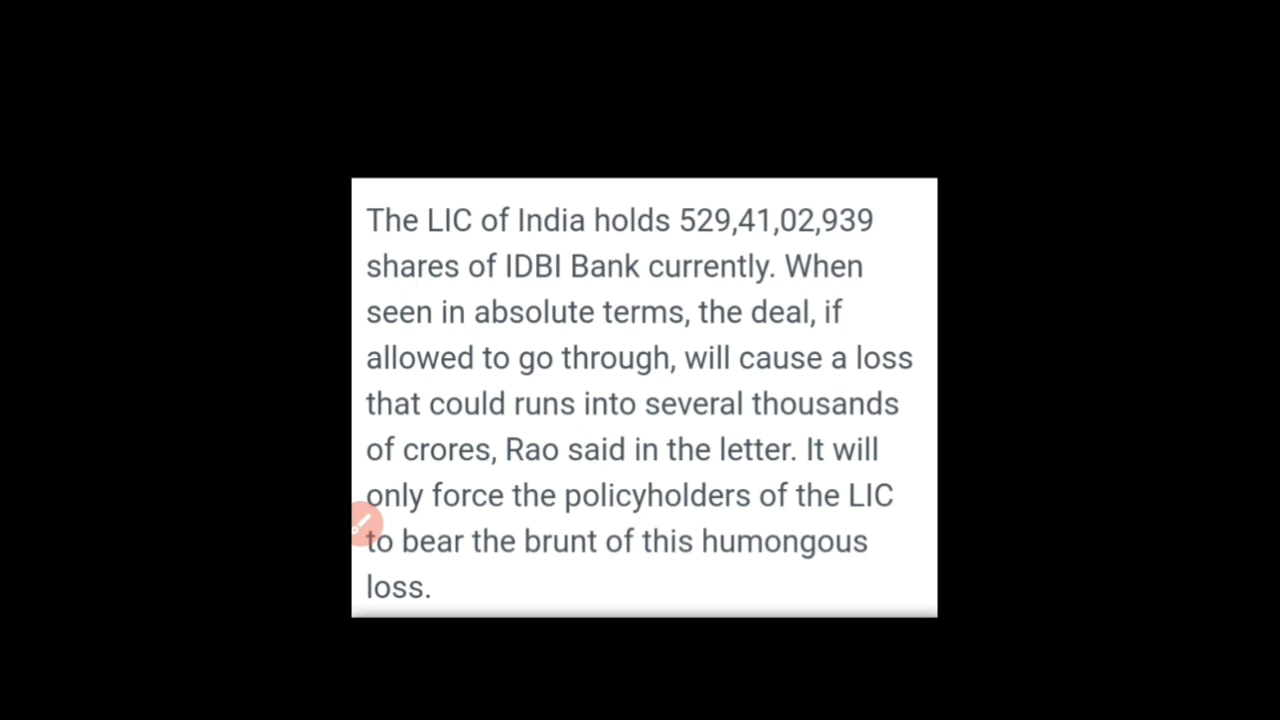 The LIC of India holds 529,41,02,939
shares of IDBI Bank currently. When
seen in absolute terms, the deal, if
allowed to go through, will cause a loss
that could runs into several thousands
of crores, Rao said in the letter. It will
only force the policyholders of the LIC
to bear the brunt of this humongous
loss.